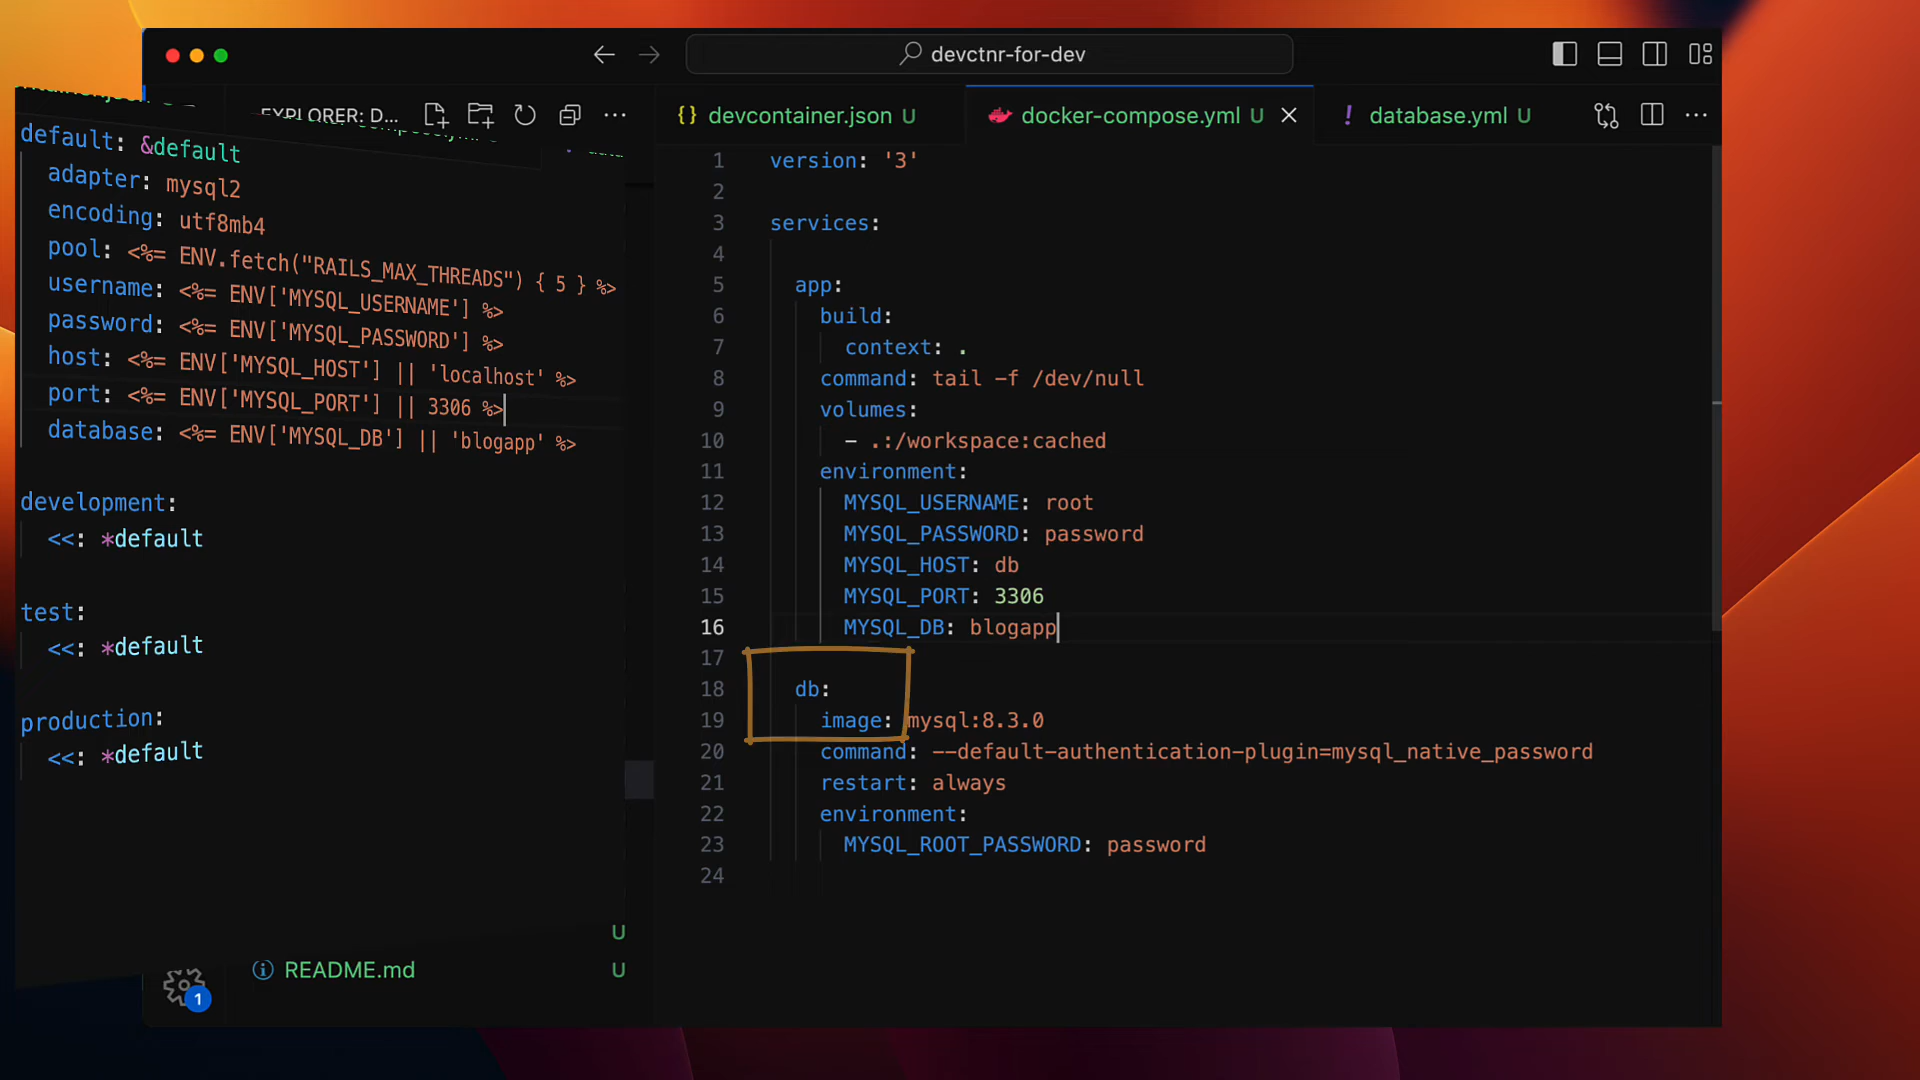 devctnr-for-dev
EXPLORER: D...
devcontainer.json U
docker-compose.yml U
database.yml U
default: &default
adapter: mysql2
encoding: utf8mb4
pool: <%= ENV.fetch("RAILS_MAX_THREADS") { 5 } %>
username: <%= ENV['MYSQL_USERNAME'] %>
password: <%= ENV['MYSQL_PASSWORD'] %>
host: <%= ENV['MYSQL_HOST'] || 'localhost' %>
port: <%= ENV['MYSQL_PORT'] || 3306 %>
database: <%= ENV['MYSQL_DB'] || 'blogapp' %>
development:
<<: *default
test:
<<: *default
production:
<<: *default
U
README.md U
1
1 version: '3'
2
3 services:
4
5 app:
6 build:
7 context: .
8 command: tail -f /dev/null
9 volumes:
10 - .:/workspace:cached
11 environment:
12 MYSQL_USERNAME: root
13 MYSQL_PASSWORD: password
14 MYSQL_HOST: db
15 MYSQL_PORT: 3306
16 MYSQL_DB: blogapp
17
18 db:
19 image: mysql:8.3.0
20 command: --default-authentication-plugin=mysql_native_password
21 restart: always
22 environment:
23 MYSQL_ROOT_PASSWORD: password
24